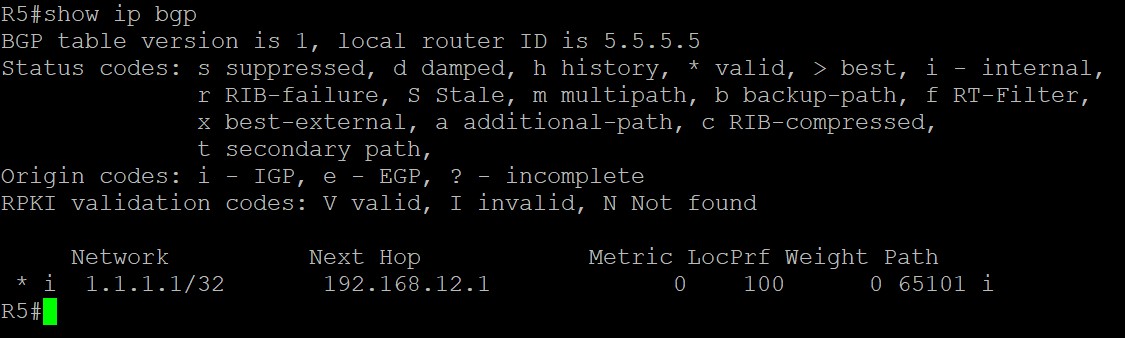 R5#show ip bgp
BGP table version is 1, local router ID is 5.5.5.5
Status codes: s suppressed, d damped, h history, * valid, > best, i - internal,
              r RIB-failure, S Stale, m multipath, b backup-path, f RT-Filter,
              x best-external, a additional-path, c RIB-compressed,
              t secondary path,
Origin codes: i - IGP, e - EGP, ? - incomplete
RPKI validation codes: V valid, I invalid, N Not found

     Network          Next Hop            Metric LocPrf Weight Path
 * i  1.1.1.1/32       192.168.12.1             0    100      0 65101 i
R5#